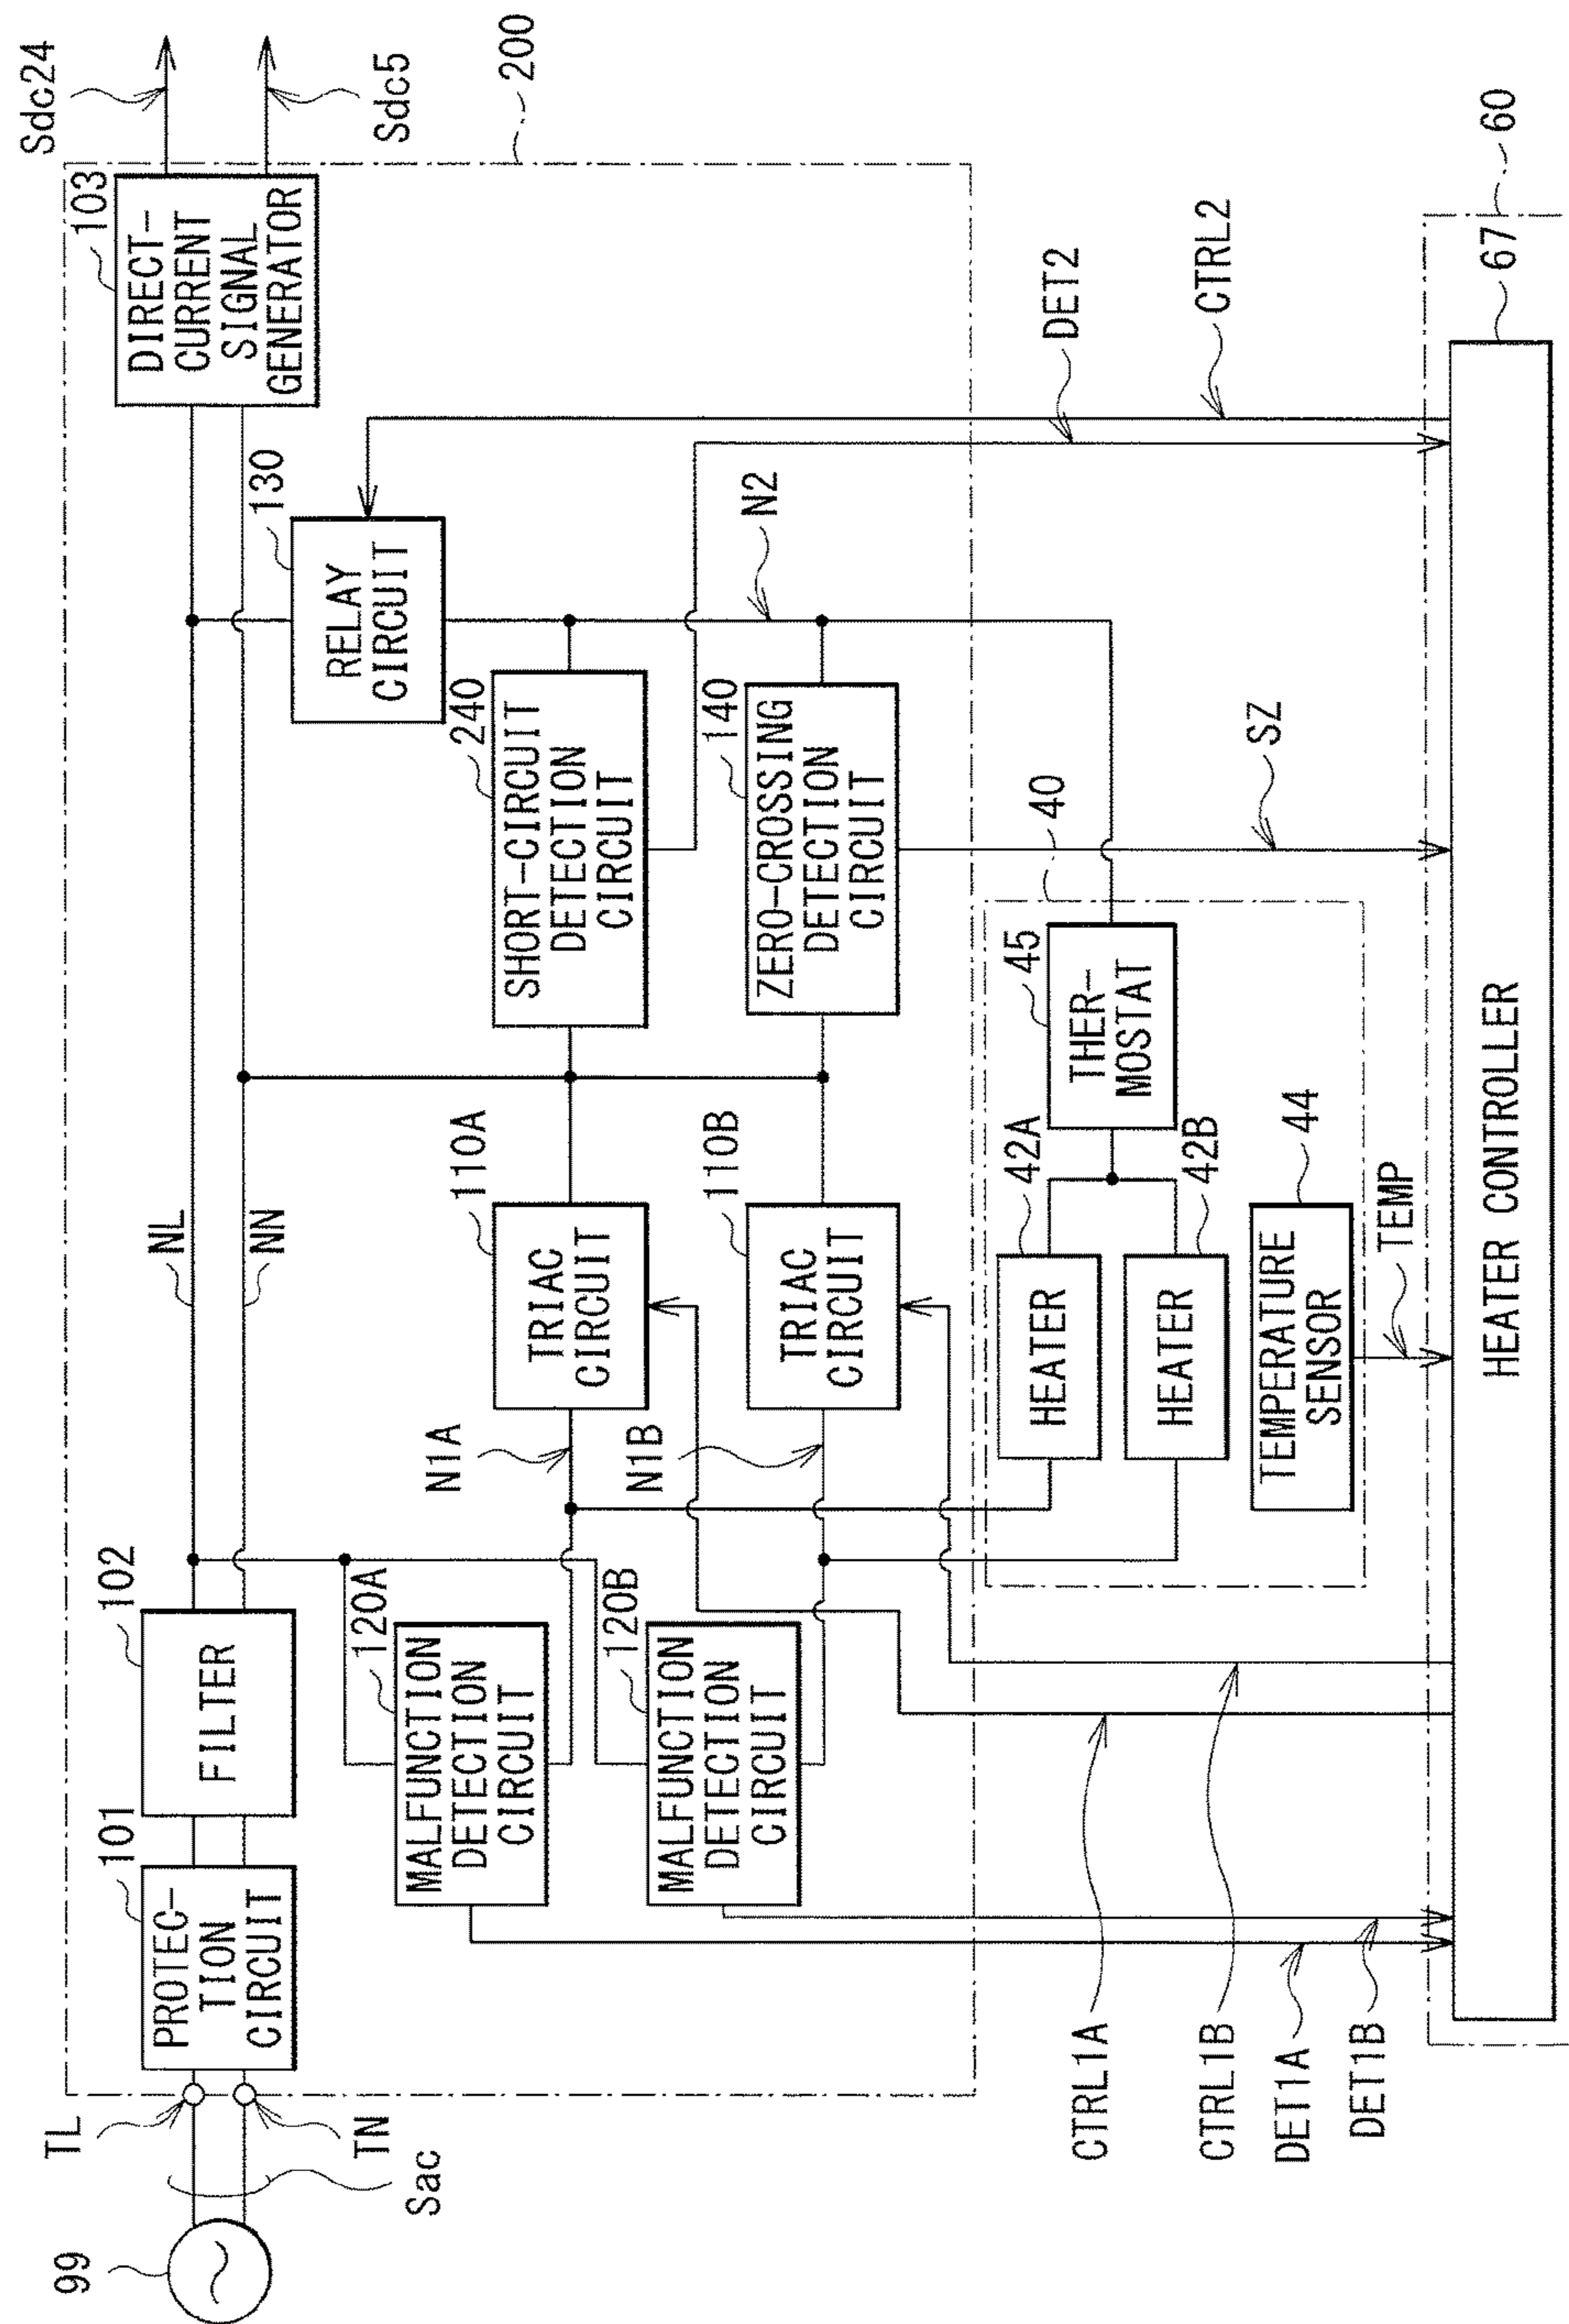 99
Sac
TL
TN
101
PROTEC-
TION
CIRCUIT
102
FILTER
NL
NN
103
DIRECT-
CURRENT
SIGNAL
GENERATOR
Sdc24
Sdc5
200
120A
MALFUNCTION
DETECTION
CIRCUIT
120B
MALFUNCTION
DETECTION
CIRCUIT
N1A
N1B
110A
TRIAC
CIRCUIT
110B
TRIAC
CIRCUIT
130
RELAY
CIRCUIT
240
SHORT-CIRCUIT
DETECTION
CIRCUIT
140
ZERO-CROSSING
DETECTION
CIRCUIT
N2
DET2
CTRL2
SZ
40
45
THER-
MOSTAT
42A
HEATER
42B
HEATER
44
TEMPERATURE
SENSOR
TEMP
CTRL1A
CTRL1B
DET1A
DET1B
HEATER CONTROLLER
67
60